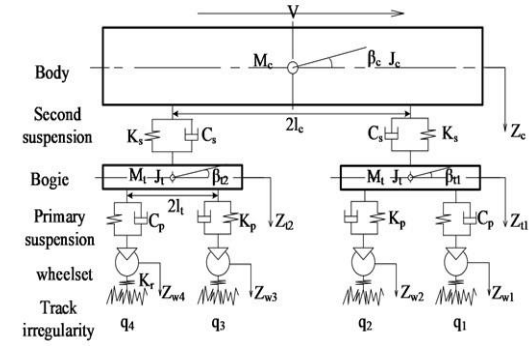 V
M_c β_c J_c
Body
Z_c
Second
suspension
2l_c
K_s C_s
C_s K_s
Bogie
M_t J_t β_t2
M_t J_t β_t1
Z_t2
Z_t1
2l_t
Primary
suspension
C_p K_p
K_p C_p
wheelset
K_r Z_w4 Z_w3 Z_w2 Z_w1
Track
irregularity
q_4 q_3 q_2 q_1